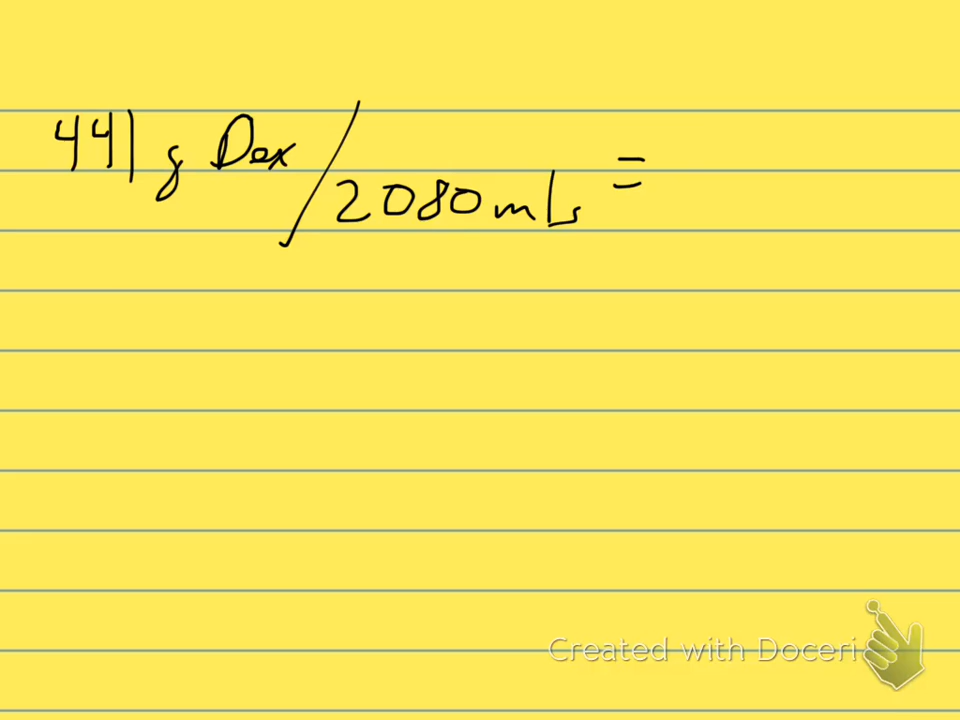 441 g Dex / 2080 mLs =
Created with Doceri